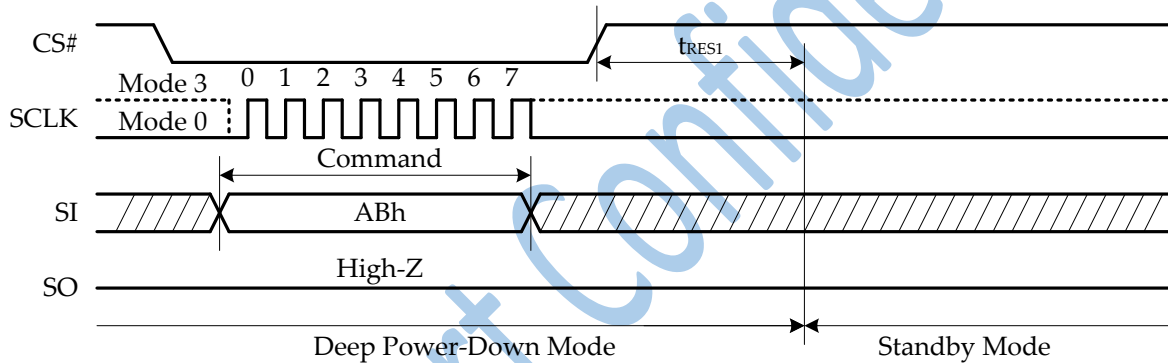 CS#
tRES1
Mode 3 0 1 2 3 4 5 6 7
SCLK
Mode 0
Command
SI
ABh
High-Z
SO
Deep Power-Down Mode Standby Mode